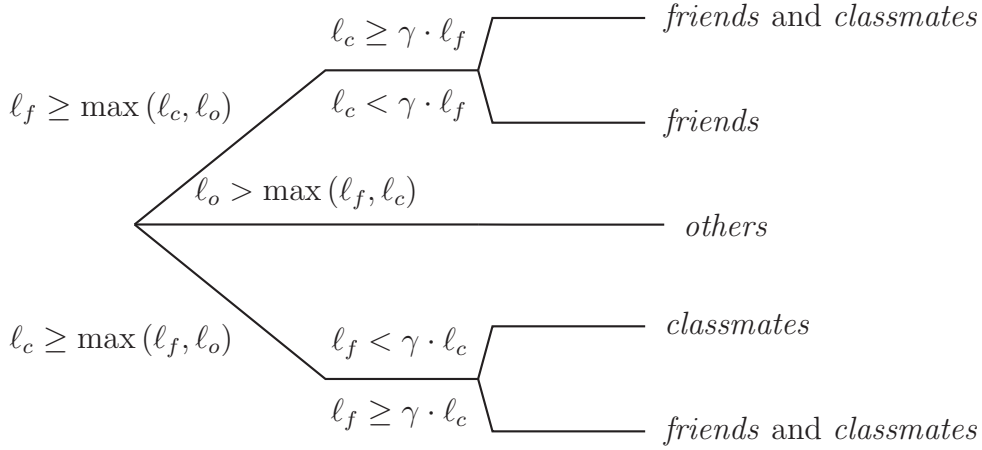 ℓ_c ≥ γ · ℓ_f
friends and classmates
ℓ_f ≥ max (ℓ_c, ℓ_o)
ℓ_c < γ · ℓ_f
friends
ℓ_o > max (ℓ_f, ℓ_c)
others
ℓ_c ≥ max (ℓ_f, ℓ_o)
ℓ_f < γ · ℓ_c
classmates
ℓ_f ≥ γ · ℓ_c
friends and classmates